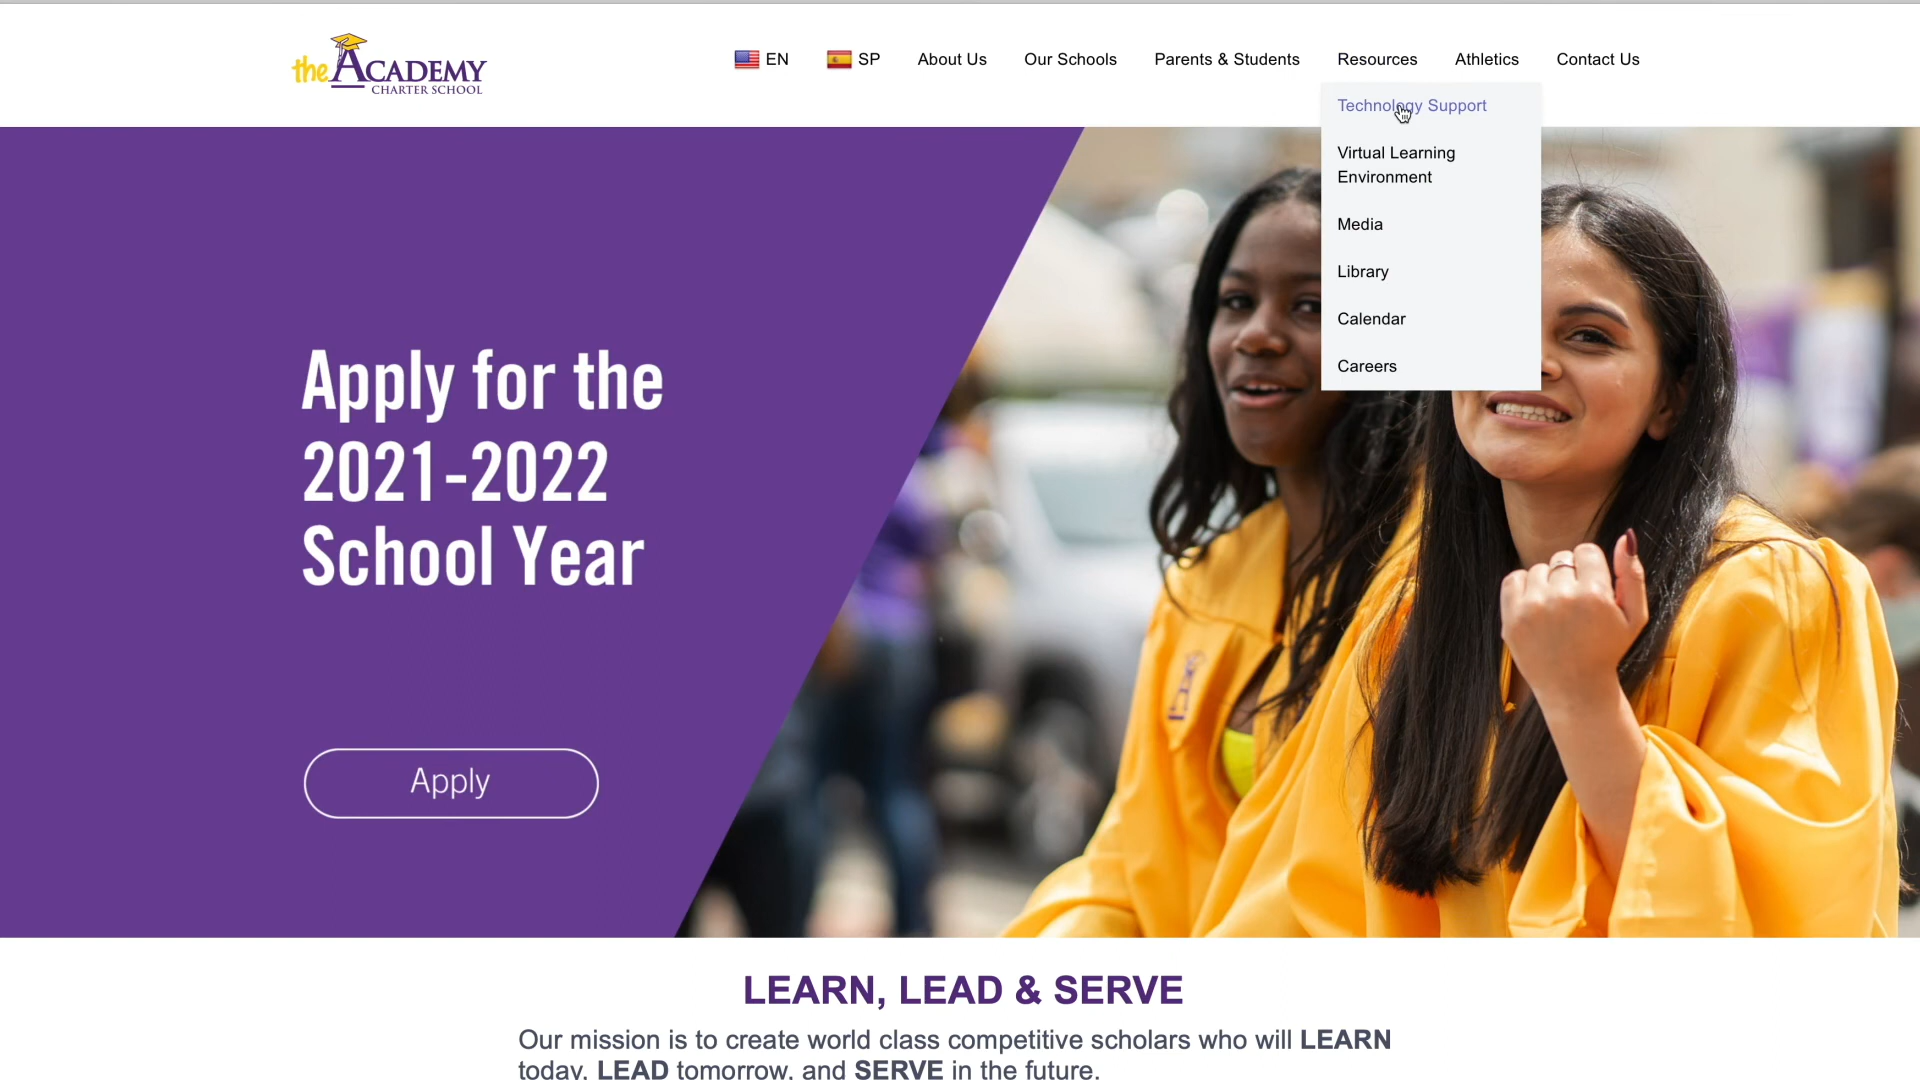 the ACADEMY
CHARTER SCHOOL
EN
SP
About Us
Our Schools
Parents & Students
Resources
Athletics
Contact Us
Technology Support
Virtual Learning
Environment
Media
Library
Calendar
Careers
Apply for the
2021-2022
School Year
Apply
LEARN, LEAD & SERVE
Our mission is to create world class competitive scholars who will LEARN
today, LEAD tomorrow, and SERVE in the future.